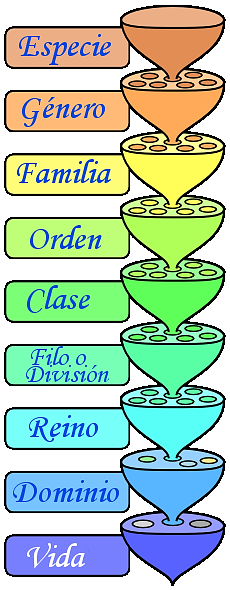 Especie
Género
Familia
Orden
Clase
Filo o
División
Reino
Dominio
Vida